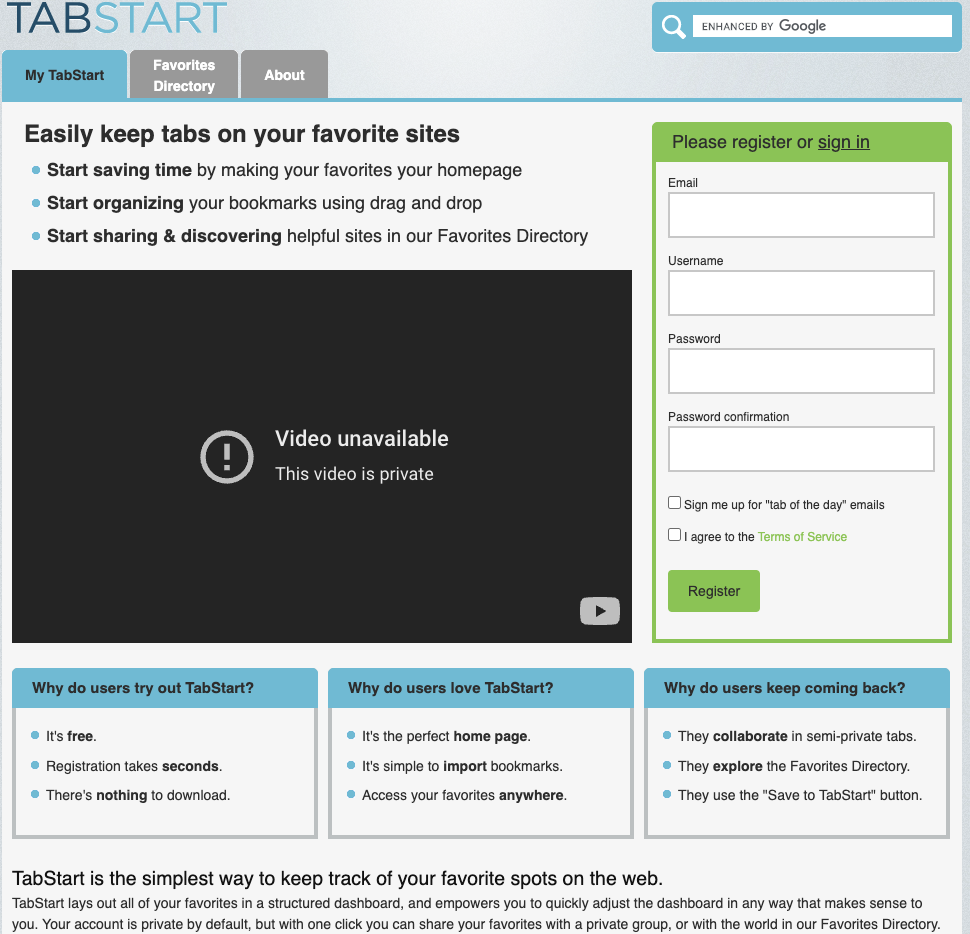 TABSTART
ENHANCED BY Google
My TabStart
Favorites
Directory
About
Easily keep tabs on your favorite sites
Start saving time by making your favorites your homepage
Start organizing your bookmarks using drag and drop
Start sharing & discovering helpful sites in our Favorites Directory
Video unavailable
This video is private
Please register or sign in
Email
Username
Password
Password confirmation
Sign me up for "tab of the day" emails
I agree to the Terms of Service
Register
Why do users try out TabStart?
It's free.
Registration takes seconds.
There's nothing to download.
Why do users love TabStart?
It's the perfect home page.
It's simple to import bookmarks.
Access your favorites anywhere.
Why do users keep coming back?
They collaborate in semi-private tabs.
They explore the Favorites Directory.
They use the "Save to TabStart" button.
TabStart is the simplest way to keep track of your favorite spots on the web.
TabStart lays out all of your favorites in a structured dashboard, and empowers you to quickly adjust the dashboard in any way that makes sense to
you. Your account is private by default, but with one click you can share your favorites with a private group, or with the world in our Favorites Directory.